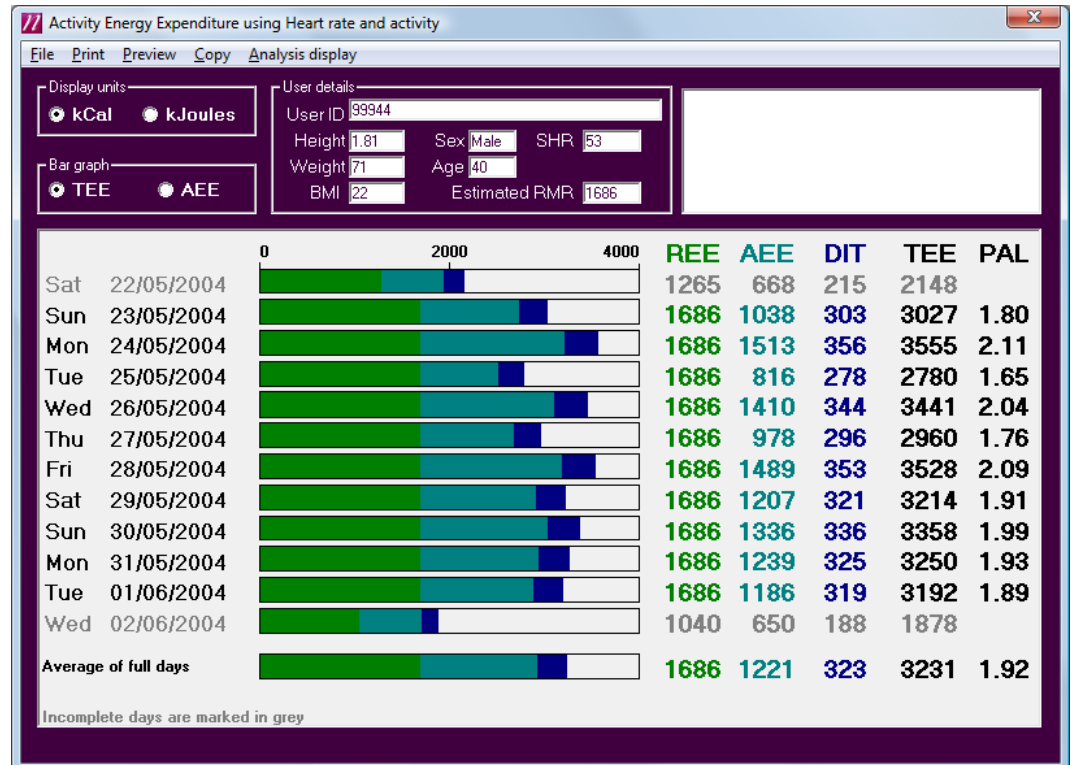 Activity Energy Expenditure using Heart rate and activity
File Print Preview Copy Analysis display
Display units
kCal kJoules
Bar graph
TEE AEE
User details
User ID 99944
Height 1.81 Sex Male SHR 53
Weight 71 Age 40
BMI 22 Estimated RMR 1686
0 2000 4000 REE AEE DIT TEE PAL
Sat 22/05/2004 1265 668 215 2148
Sun 23/05/2004 1686 1038 303 3027 1.80
Mon 24/05/2004 1686 1513 356 3555 2.11
Tue 25/05/2004 1686 816 278 2780 1.65
Wed 26/05/2004 1686 1410 344 3441 2.04
Thu 27/05/2004 1686 978 296 2960 1.76
Fri 28/05/2004 1686 1489 353 3528 2.09
Sat 29/05/2004 1686 1207 321 3214 1.91
Sun 30/05/2004 1686 1336 336 3358 1.99
Mon 31/05/2004 1686 1239 325 3250 1.93
Tue 01/06/2004 1686 1186 319 3192 1.89
Wed 02/06/2004 1040 650 188 1878
Average of full days 1686 1221 323 3231 1.92
Incomplete days are marked in grey